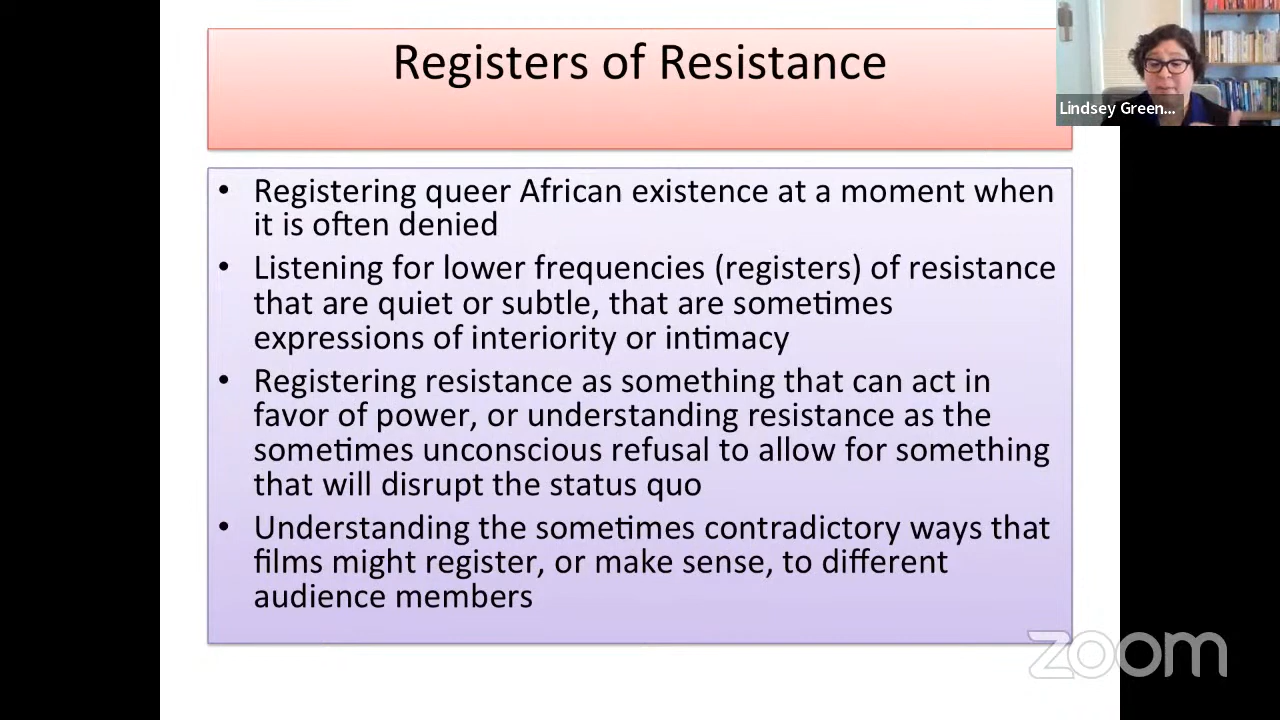 Registers of Resistance
Lindsey Green...
• Registering queer African existence at a moment when
it is often denied
• Listening for lower frequencies (registers) of resistance
that are quiet or subtle, that are sometimes
expressions of interiority or intimacy
• Registering resistance as something that can act in
favor of power, or understanding resistance as the
sometimes unconscious refusal to allow for something
that will disrupt the status quo
• Understanding the sometimes contradictory ways that
films might register, or make sense, to different
audience members
zoom